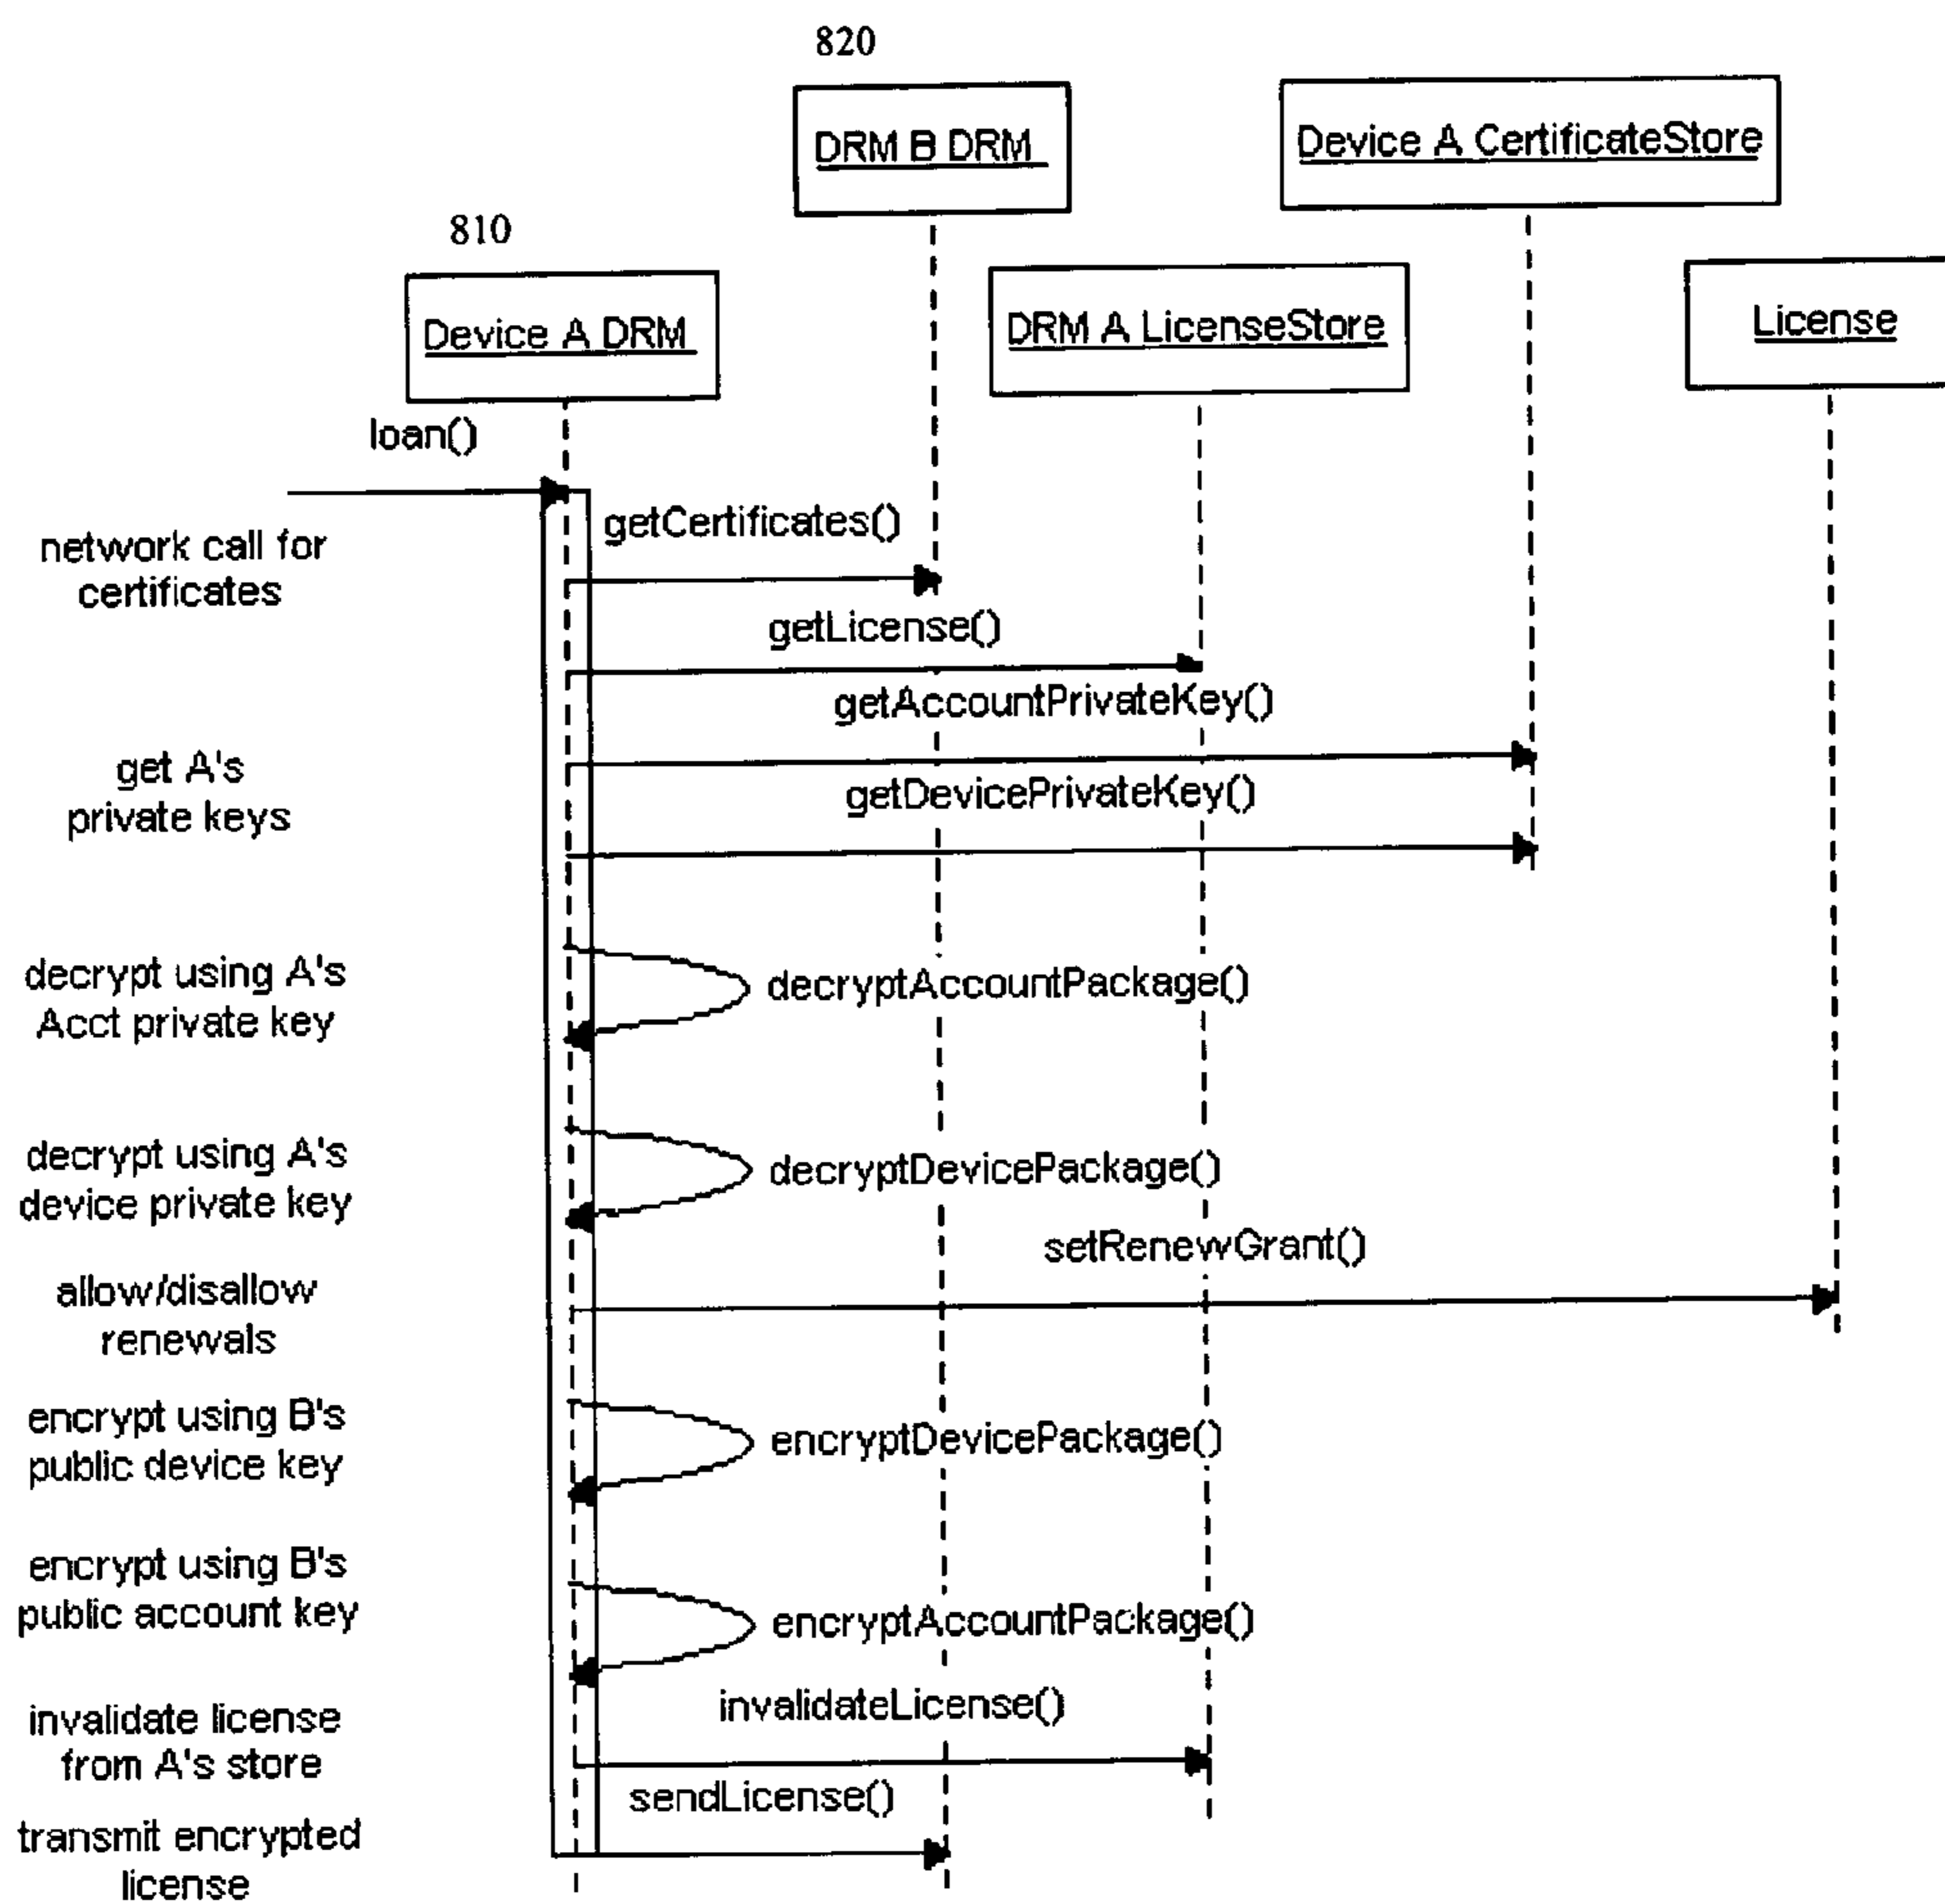 820
DRM B DRM
Device A CertificateStore
810
Device A DRM
DRM A LicenseStore
License
loan()
getCertificates()
network call for
certificates
getLicense()
getAccountPrivateKey()
get A's
private keys
getDevicePrivateKey()
decrypt using A's
Acct private key
decryptAccountPackage()
decrypt using A's
device private key
decryptDevicePackage()
setRenewGrant()
allow/disallow
renewals
encrypt using B's
public device key
encryptDevicePackage()
encrypt using B's
public account key
encryptAccountPackage()
invalidateLicense()
invalidate license
from A's store
sendLicense()
transmit encrypted
license